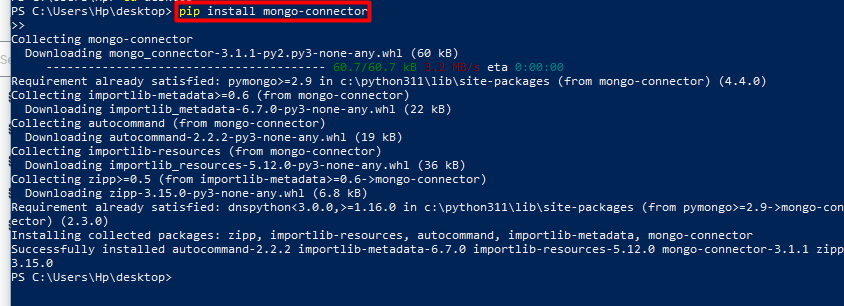 PS C:\Users\Hp\desktop> pip install mongo-connector
>>
Collecting mongo-connector
Downloading mongo_connector-3.1.1-py2.py3-none-any.whl (60 kB)
---------------------------------------- 60.7/60.7 kB 3.2 MB/s eta 0:00:00
Requirement already satisfied: pymongo>=2.9 in c:\python311\lib\site-packages (from mongo-connector) (4.4.0)
Collecting importlib-metadata>=0.6 (from mongo-connector)
Downloading importlib_metadata-6.7.0-py3-none-any.whl (22 kB)
Collecting autocommand (from mongo-connector)
Downloading autocommand-2.2.2-py3-none-any.whl (19 kB)
Collecting importlib-resources (from mongo-connector)
Downloading importlib_resources-5.12.0-py3-none-any.whl (36 kB)
Collecting zipp>=0.5 (from importlib-metadata>=0.6->mongo-connector)
Downloading zipp-3.15.0-py3-none-any.whl (6.8 kB)
Requirement already satisfied: dnspython<3.0.0,>=1.16.0 in c:\python311\lib\site-packages (from pymongo>=2.9->mongo-conn
ector) (2.3.0)
Installing collected packages: zipp, importlib-resources, autocommand, importlib-metadata, mongo-connector
Successfully installed autocommand-2.2.2 importlib-metadata-6.7.0 importlib-resources-5.12.0 mongo-connector-3.1.1 zipp
3.15.0
PS C:\Users\Hp\desktop>